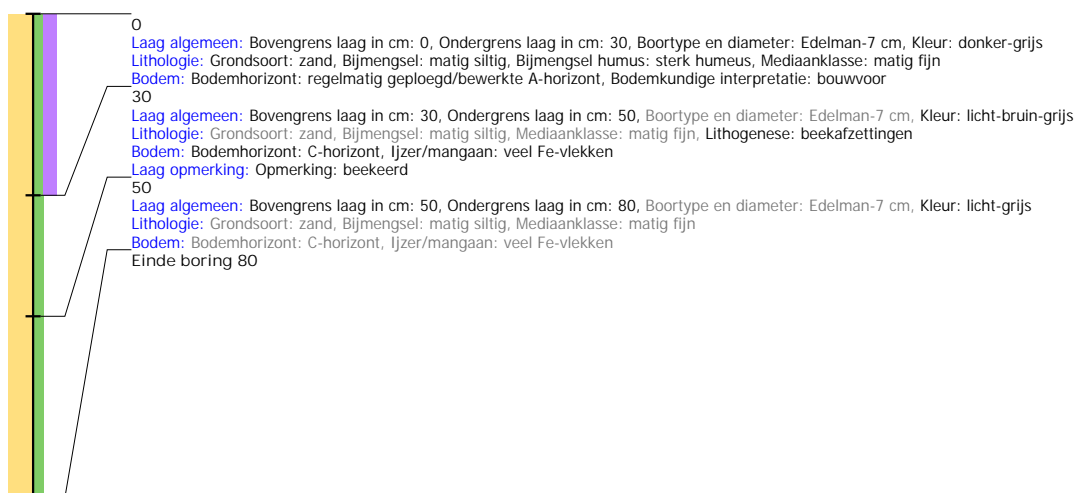 0
Laag algemeen: Bovengrens laag in cm: 0, Ondergrens laag in cm: 30, Boortype en diameter: Edelman-7 cm, Kleur: donker-grijs
Lithologie: Grondsoort: zand, Bijmengsel: matig siltig, Bijmengsel humus: sterk humeus, Mediaanklasse: matig fijn
Bodem: Bodemhorizont: regelmatig geploegd/bewerkte A-horizont, Bodemkundige interpretatie: bouwvoor
30
Laag algemeen: Bovengrens laag in cm: 30, Ondergrens laag in cm: 50, Boortype en diameter: Edelman-7 cm, Kleur: licht-bruin-grijs
Lithologie: Grondsoort: zand, Bijmengsel: matig siltig, Mediaanklasse: matig fijn, Lithogenese: beekafzettingen
Bodem: Bodemhorizont: C-horizont, Ijzer/mangaan: veel Fe-vlekken
Laag opmerking: Opmerking: beekeerd
50
Laag algemeen: Bovengrens laag in cm: 50, Ondergrens laag in cm: 80, Boortype en diameter: Edelman-7 cm, Kleur: licht-grijs
Lithologie: Grondsoort: zand, Bijmengsel: matig siltig, Mediaanklasse: matig fijn
Bodem: Bodemhorizont: C-horizont, Ijzer/mangaan: veel Fe-vlekken
Einde boring 80